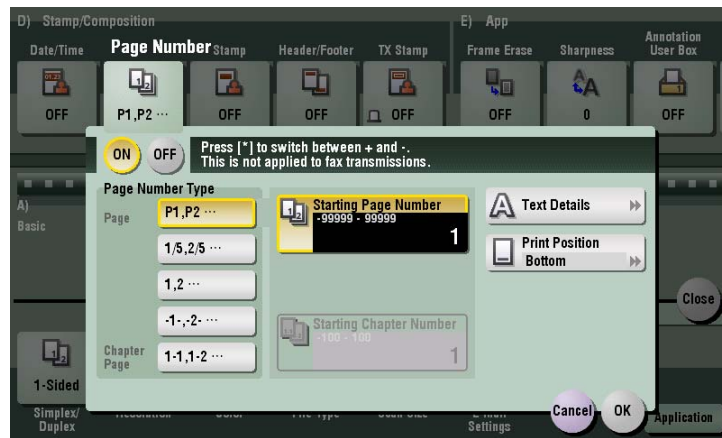 D) Stamp/Composition
E) App
Date/Time
Page Number
Stamp
Header/Footer
TX Stamp
Frame Erase
Sharpness
Annotation
User Box
OFF
P1,P2 ···
OFF
OFF
OFF
OFF
0
OFF
ON
OFF
Press [*] to switch between + and -.
This is not applied to fax transmissions.
A)
Basic
Page Number Type
Page
P1,P2 ···
1/5,2/5 ···
1,2 ···
-1-,-2- ···
Chapter
Page
1-1,1-2 ···
Starting Page Number
-99999 - 99999
1
Starting Chapter Number
-100 - 100
1
Text Details
Print Position
Bottom
Close
1-Sided
Simplex/
Duplex
Settings
Cancel
OK
Application